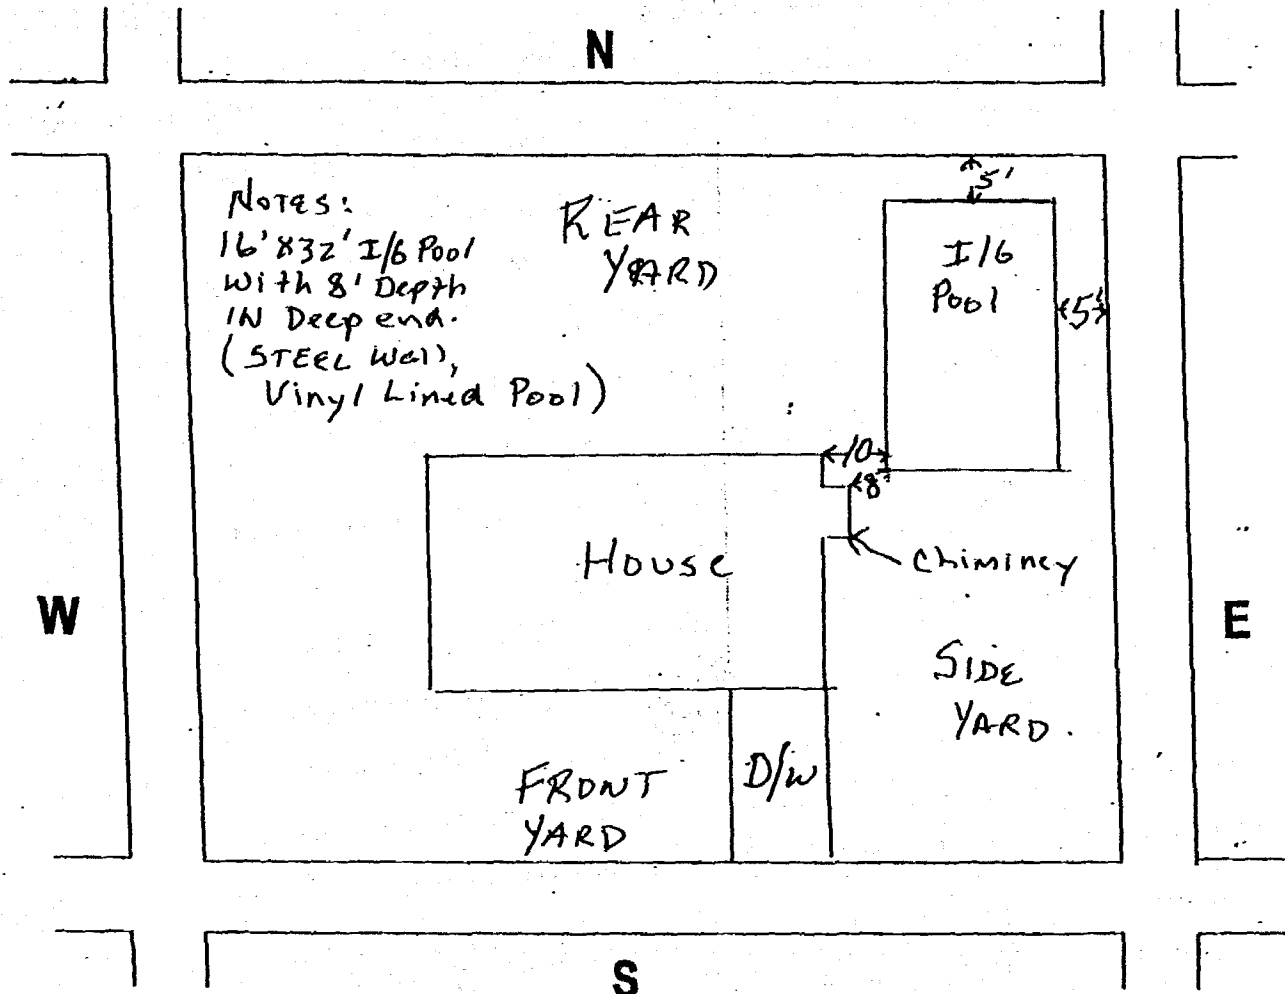 N
NOTES:
16'X32' I/G Pool
With 8' Depth
IN Deep end.
(STEEL Wall,
Vinyl Lined Pool)
REAR
YARD
5'
I/G
Pool
5'
10
8'
House
Chiminey
W
E
SIDE
YARD.
FRONT
YARD
D/W
S